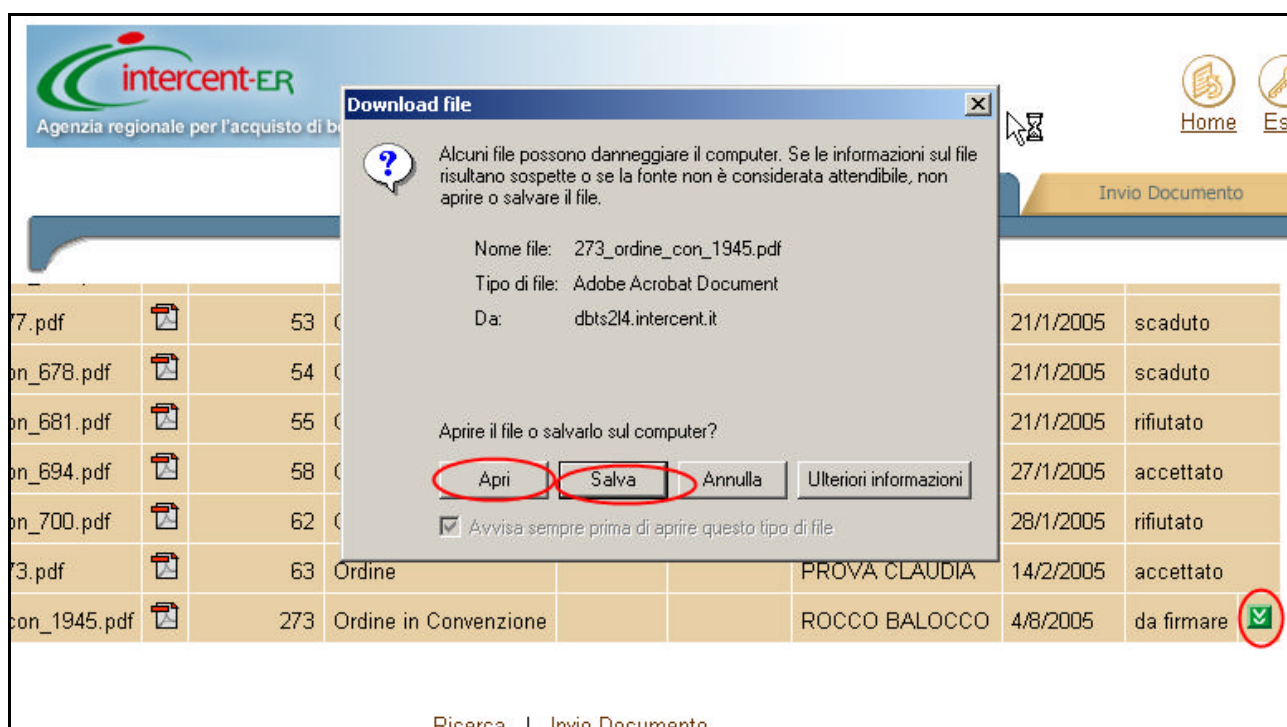 intercent-ER
Agenzia regionale per l'acquisto di
Home
Download file
Alcuni file possono danneggiare il computer. Se le informazioni sul file
risultano sospette o se la fonte non è considerata attendibile, non
aprire o salvare il file.
Invio Documento
Nome file: 273_ordine_con_1945.pdf
Tipo di file: Adobe Acrobat Document
Da: dbts2l4.intercent.it
77.pdf 53 21/1/2005 scaduto
on_678.pdf 54 21/1/2005 scaduto
on_681.pdf 55 21/1/2005 rifiutato
Aprire il file o salvarlo sul computer?
on_694.pdf 58 27/1/2005 accettato
Apri Salva Annulla Ulteriori informazioni
on_700.pdf 62 28/1/2005 rifiutato
Avvisa sempre prima di aprire questo tipo di file
73.pdf 63 Ordine PROVA CLAUDIA 14/2/2005 accettato
con_1945.pdf 273 Ordine in Convenzione ROCCO BALOCCO 4/8/2005 da firmare
Ricerca | Invio Documento